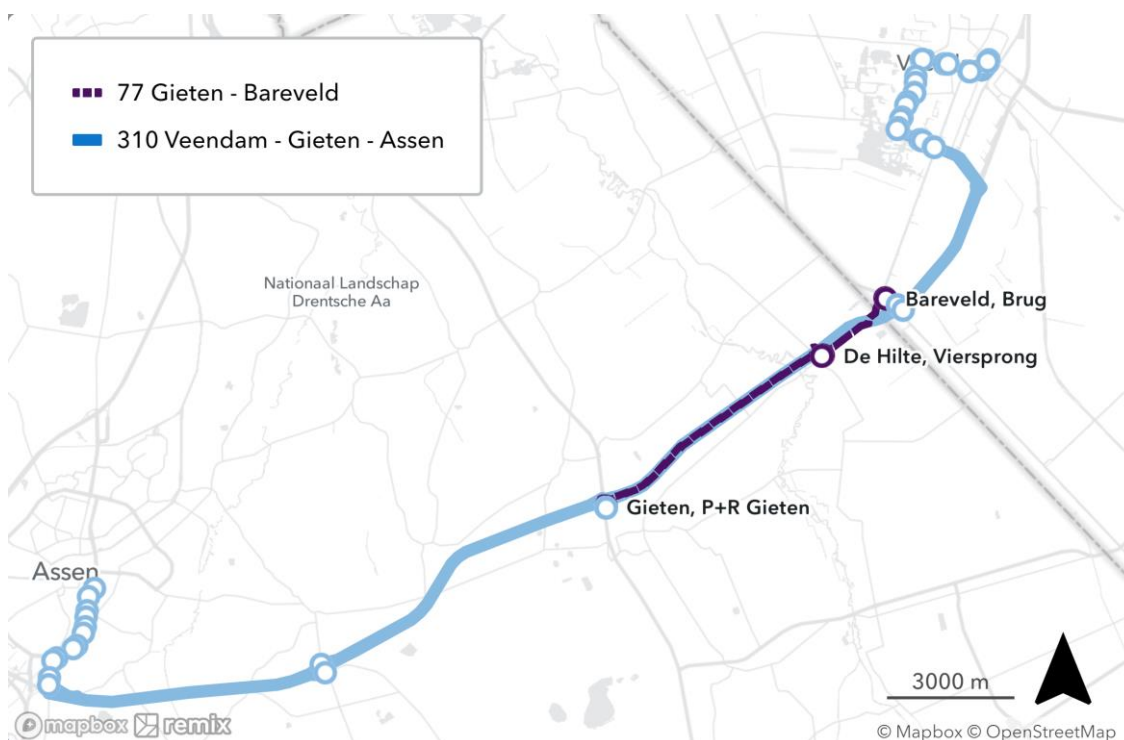 77 Gieten - Bareveld
310 Veendam - Gieten - Assen
Nationaal Landschap
Drentsche Aa
Bareveld, Brug
De Hilte, Viersprong
Gieten, P+R Gieten
Assen
3000 m
mapbox remix
© Mapbox © OpenStreetMap